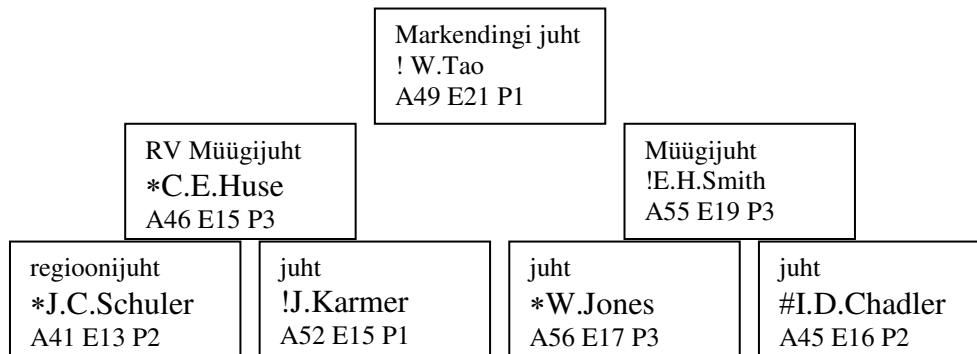 Markendingi juht
! W.Tao
A49 E21 P1
RV Müügijuht
*C.E.Huse
A46 E15 P3
Müügijuht
!E.H.Smith
A55 E19 P3
regioonijuht
*J.C.Schuler
A41 E13 P2
juht
!J.Karmer
A52 E15 P1
juht
*W.Jones
A56 E17 P3
juht
#I.D.Chadler
A45 E16 P2